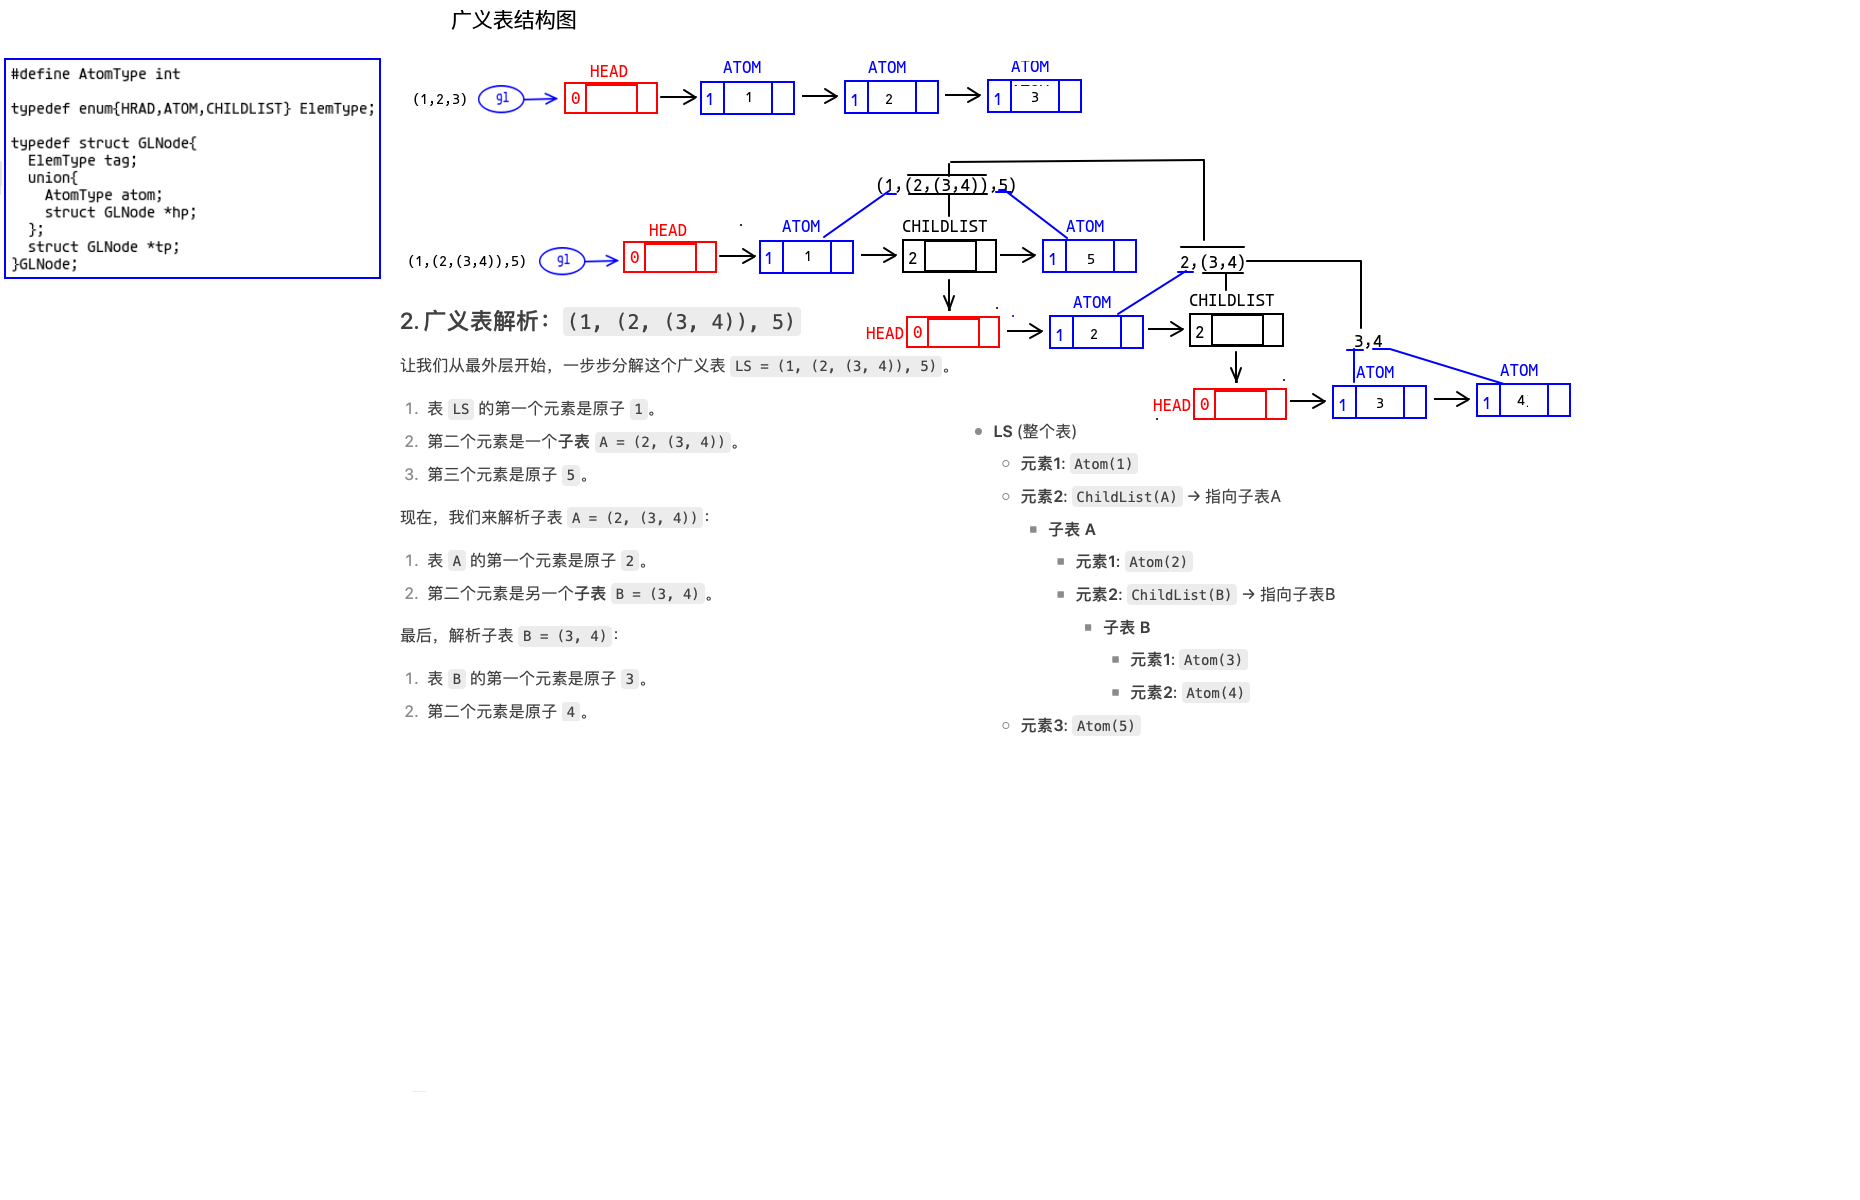 广义表结构图
#define AtomType int
typedef enum{HRAD,ATOM,CHILDLIST} ElemType;
typedef struct GLNode{
ElemType tag;
union{
AtomType atom;
struct GLNode *hp;
};
struct GLNode *tp;
}GLNode;
HEAD ATOM ATOM ATOM
(1,2,3) gl 0 1 1 1 2 1 3
(1,(2,(3,4)),5)
HEAD ATOM CHILDLIST ATOM
(1,(2,(3,4)),5) gl 0 1 1 2 1 5
2,(3,4)
ATOM CHILDLIST
HEAD 0 1 2 2
3,4
ATOM ATOM
HEAD 0 1 3 1 4
2. 广义表解析： (1, (2, (3, 4)), 5)
让我们从最外层开始，一步步分解这个广义表 LS = (1, (2, (3, 4)), 5) 。
1. 表 LS 的第一个元素是原子 1 。
2. 第二个元素是一个子表 A = (2, (3, 4)) 。
3. 第三个元素是原子 5 。
现在，我们来解析子表 A = (2, (3, 4)) ：
1. 表 A 的第一个元素是原子 2 。
2. 第二个元素是另一个子表 B = (3, 4) 。
最后，解析子表 B = (3, 4) ：
1. 表 B 的第一个元素是原子 3 。
2. 第二个元素是原子 4 。
LS (整个表)
元素1: Atom(1)
元素2: ChildList(A) → 指向子表A
子表 A
元素1: Atom(2)
元素2: ChildList(B) → 指向子表B
子表 B
元素1: Atom(3)
元素2: Atom(4)
元素3: Atom(5)